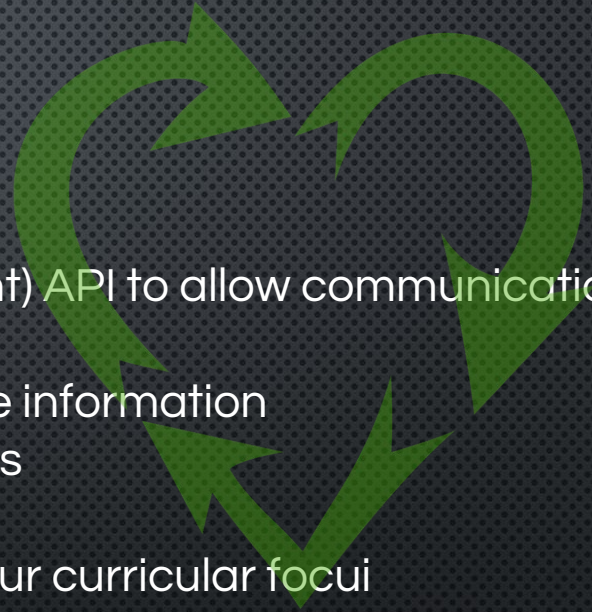 nt) API to allow communicatio
e information
s
ur curricular focui